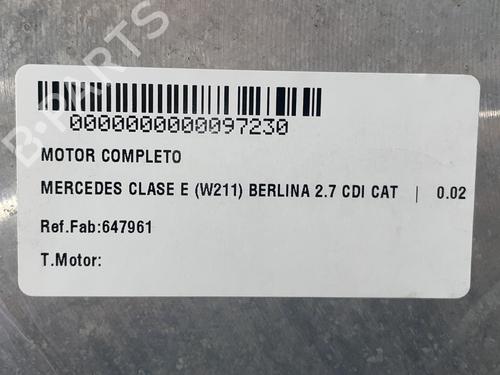 0000000000097230
MOTOR COMPLETO
MERCEDES CLASE E (W211) BERLINA 2.7 CDI CAT | 0.02
Ref.Fab:647961
T.Motor:
B-PARTS